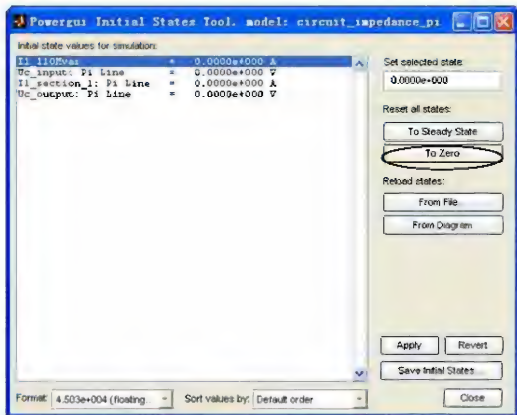 Powergui Initial States Tool. model: circuit_impedance_pi
Initial state values for simulation:
Il_110Mvar = -0.0000e+000 A
Uc_input: Pi Line = 0.0000e+000 V
Il_section_1: Pi Line = 0.0000e+000 A
Uc_output: Pi Line = 0.0000e+000 V
Set selected state:
0.0000e+000
Reset all states:
To Steady State
To Zero
Reload states:
From File...
From Diagram
Apply Revert
Save Initial States...
Format: 4.503e+004 (floating Sort values by: Default order Close